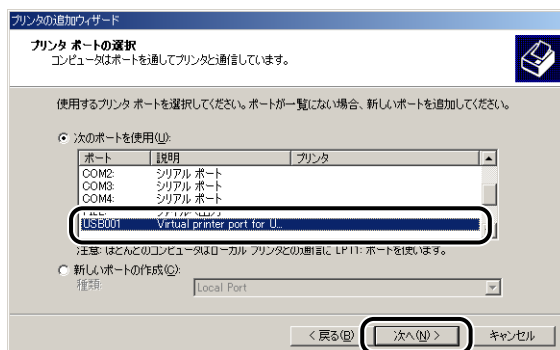 プリンタの追加ウィザード
プリンタ ポートの選択
コンピュータはポートを通してプリンタと通信しています。
使用するプリンタ ポートを選択してください。ポートが一覧にない場合、新しいポートを追加してください。
次のポートを使用(U):
ポート 説明 プリンタ
COM2: シリアル ポート
COM3: シリアル ポート
COM4: シリアル ポート
FILE: ファイルへ出力
USB001 Virtual printer port for U...
注意: ほとんどのコンピュータはローカル プリンタとの通信に LPT1: ポートを使います。
新しいポートの作成(C):
種類: Local Port
< 戻る(B) 次へ(N) > キャンセル